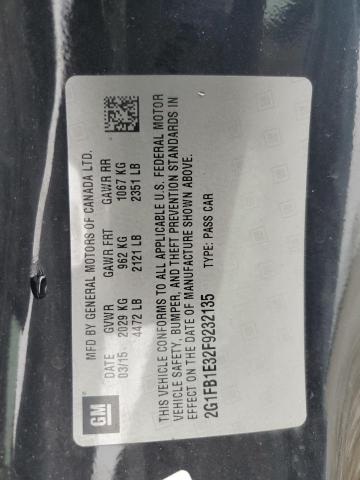 GM
MFD BY GENERAL MOTORS OF CANADA LTD.
DATE GVWR GAWR FRT GAWR RR
03/15 2029 KG 962 KG 1067 KG
4472 LB 2121 LB 2351 LB
THIS VEHICLE CONFORMS TO ALL APPLICABLE U.S. FEDERAL MOTOR
VEHICLE SAFETY, BUMPER, AND THEFT PREVENTION STANDARDS IN
EFFECT ON THE DATE OF MANUFACTURE SHOWN ABOVE.
2G1FB1E32F9232135 TYPE: PASS CAR